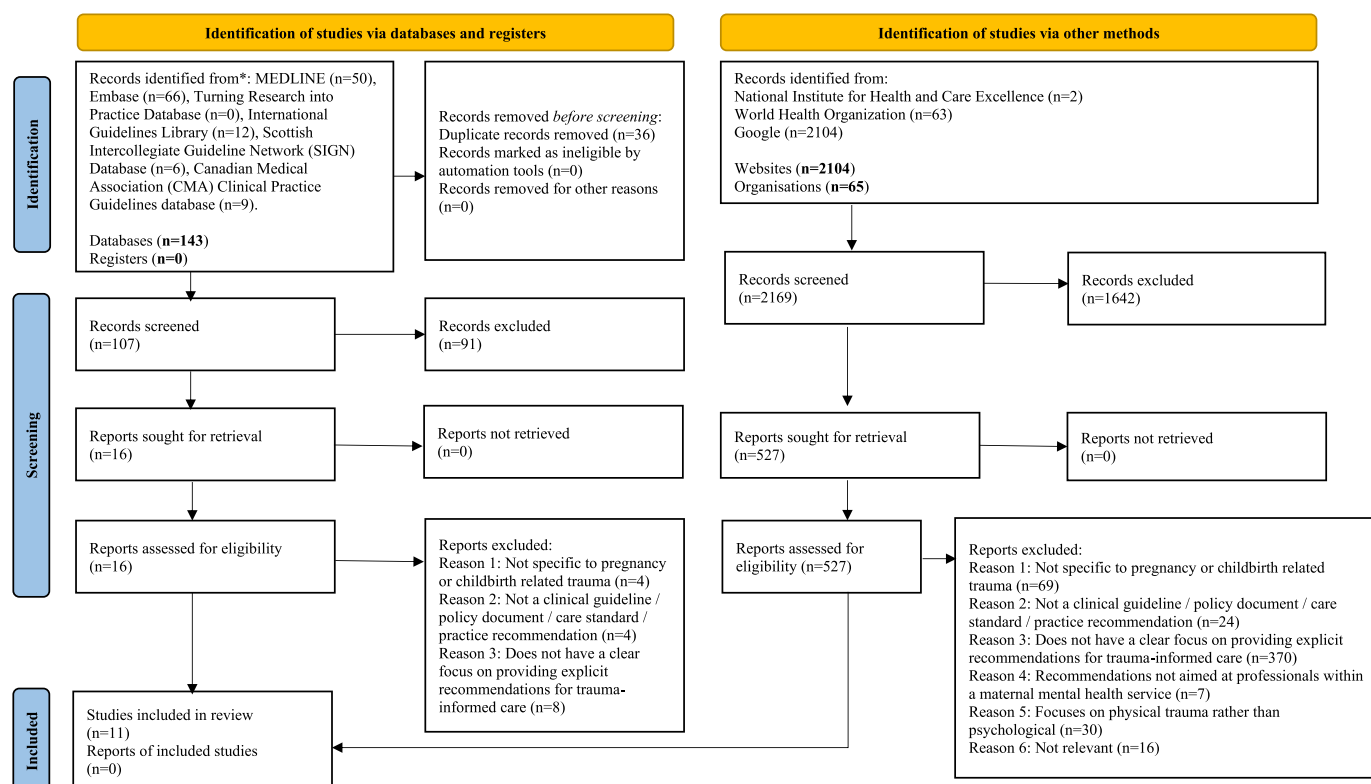 Identification of studies via databases and registers
Identification of studies via other methods
Identification
Records identified from*: MEDLINE (n=50),
Embase (n=66), Turning Research into
Practice Database (n=0), International
Guidelines Library (n=12), Scottish
Intercollegiate Guideline Network (SIGN)
Database (n=6), Canadian Medical
Association (CMA) Clinical Practice
Guidelines database (n=9).
Databases (n=143)
Registers (n=0)
Records removed before screening:
Duplicate records removed (n=36)
Records marked as ineligible by
automation tools (n=0)
Records removed for other reasons
(n=0)
Records identified from:
National Institute for Health and Care Excellence (n=2)
World Health Organization (n=63)
Google (n=2104)
Websites (n=2104)
Organisations (n=65)
Screening
Records screened
(n=107)
Records excluded
(n=91)
Records screened
(n=2169)
Records excluded
(n=1642)
Reports sought for retrieval
(n=16)
Reports not retrieved
(n=0)
Reports sought for retrieval
(n=527)
Reports not retrieved
(n=0)
Reports assessed for eligibility
(n=16)
Reports excluded:
Reason 1: Not specific to pregnancy
or childbirth related trauma (n=4)
Reason 2: Not a clinical guideline /
policy document / care standard /
practice recommendation (n=4)
Reason 3: Does not have a clear
focus on providing explicit
recommendations for trauma-
informed care (n=8)
Reports assessed for
eligibility (n=527)
Reports excluded:
Reason 1: Not specific to pregnancy or childbirth related
trauma (n=69)
Reason 2: Not a clinical guideline / policy document / care
standard / practice recommendation (n=24)
Reason 3: Does not have a clear focus on providing explicit
recommendations for trauma-informed care (n=370)
Reason 4: Recommendations not aimed at professionals within
a maternal mental health service (n=7)
Reason 5: Focuses on physical trauma rather than
psychological (n=30)
Reason 6: Not relevant (n=16)
Included
Studies included in review
(n=11)
Reports of included studies
(n=0)